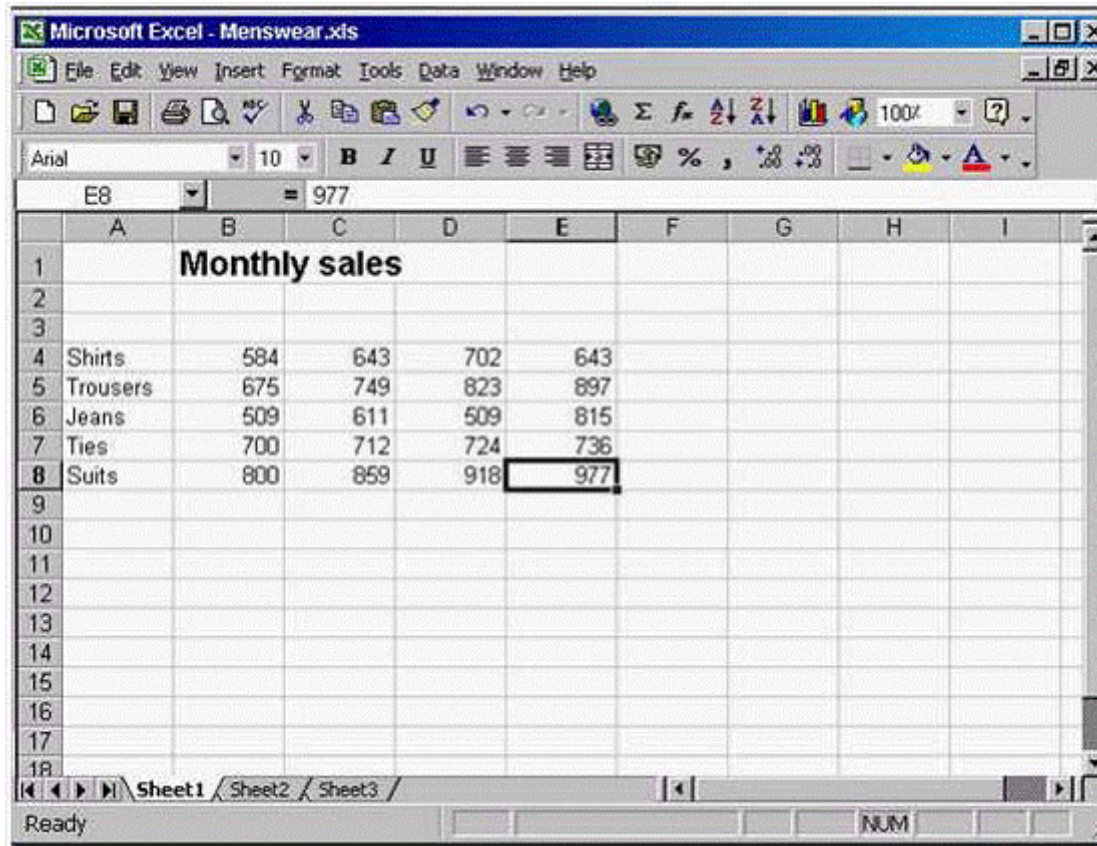 Microsoft Excel - Menswear.xls
File Edit View Insert Format Tools Data Window Help
ABC Σ f A Z Z A 100%
Arial 10 B I U % ,
E8 = 977
A B C D E F G H I
1 Monthly sales
2
3
4 Shirts 584 643 702 643
5 Trousers 675 749 823 897
6 Jeans 509 611 509 815
7 Ties 700 712 724 736
8 Suits 800 859 918 977
9
10
11
12
13
14
15
16
17
18
Sheet1 Sheet2 Sheet3
Ready NUM